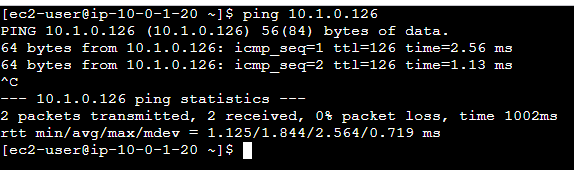 [ec2-user@ip-10-0-1-20 ~]$ ping 10.1.0.126
PING 10.1.0.126 (10.1.0.126) 56(84) bytes of data.
64 bytes from 10.1.0.126: icmp_seq=1 ttl=126 time=2.56 ms
64 bytes from 10.1.0.126: icmp_seq=2 ttl=126 time=1.13 ms
^C
--- 10.1.0.126 ping statistics ---
2 packets transmitted, 2 received, 0% packet loss, time 1002ms
rtt min/avg/max/mdev = 1.125/1.844/2.564/0.719 ms
[ec2-user@ip-10-0-1-20 ~]$